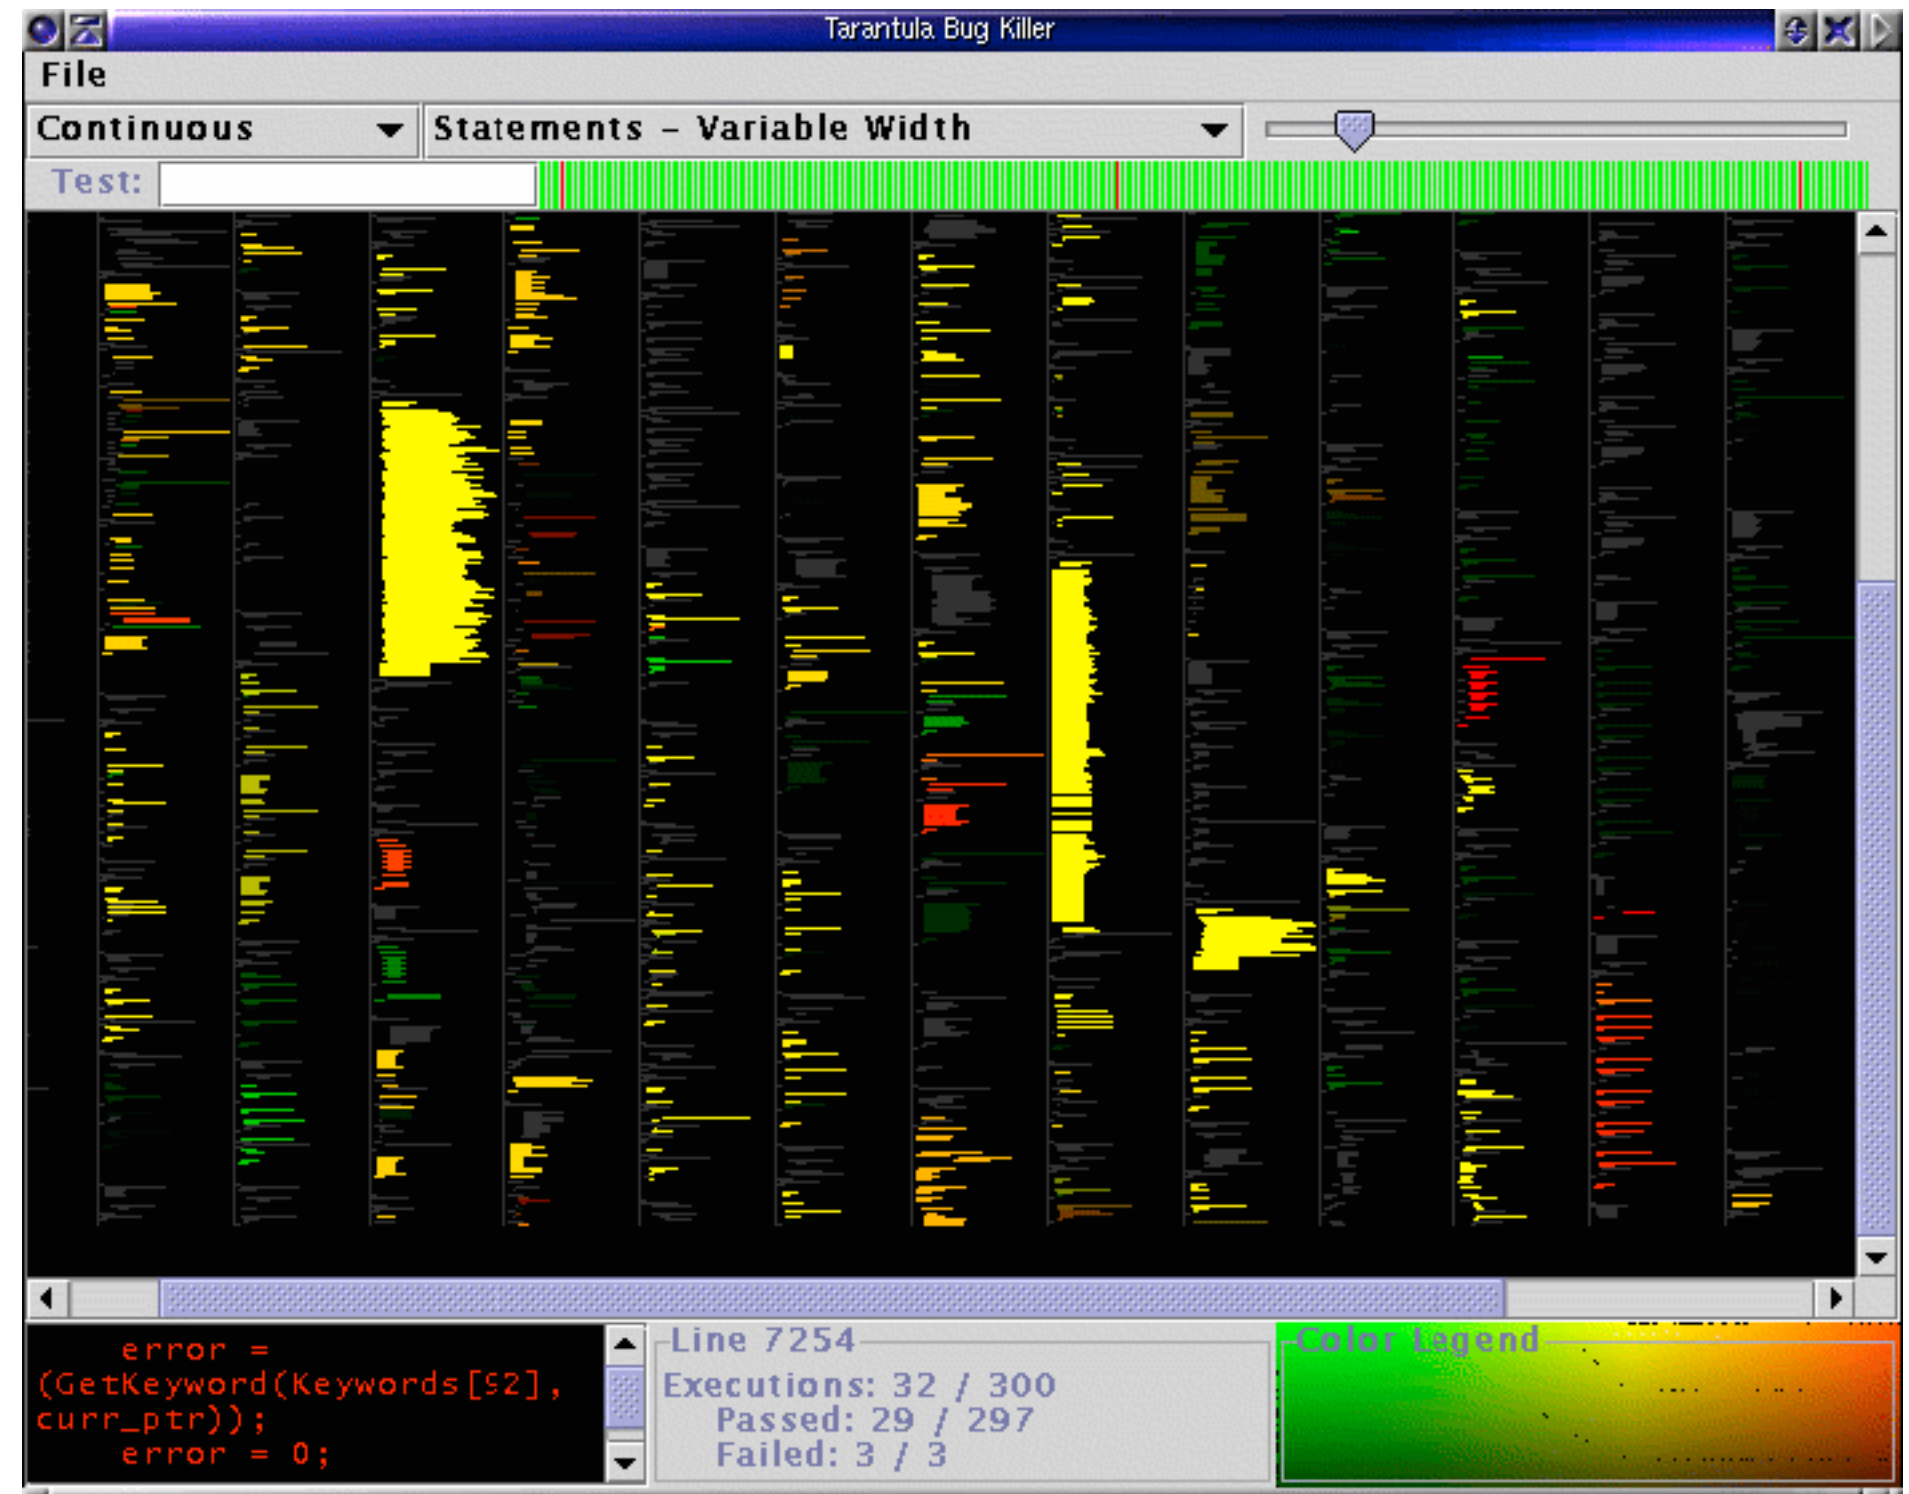 Tarantula Bug Killer
File
Continuous
Statements – Variable Width
Test:
error =
(GetKeyword(Keywords[92],
curr_ptr));
error = 0;
Line 7254
Executions: 32 / 300
Passed: 29 / 297
Failed: 3 / 3
Color Legend